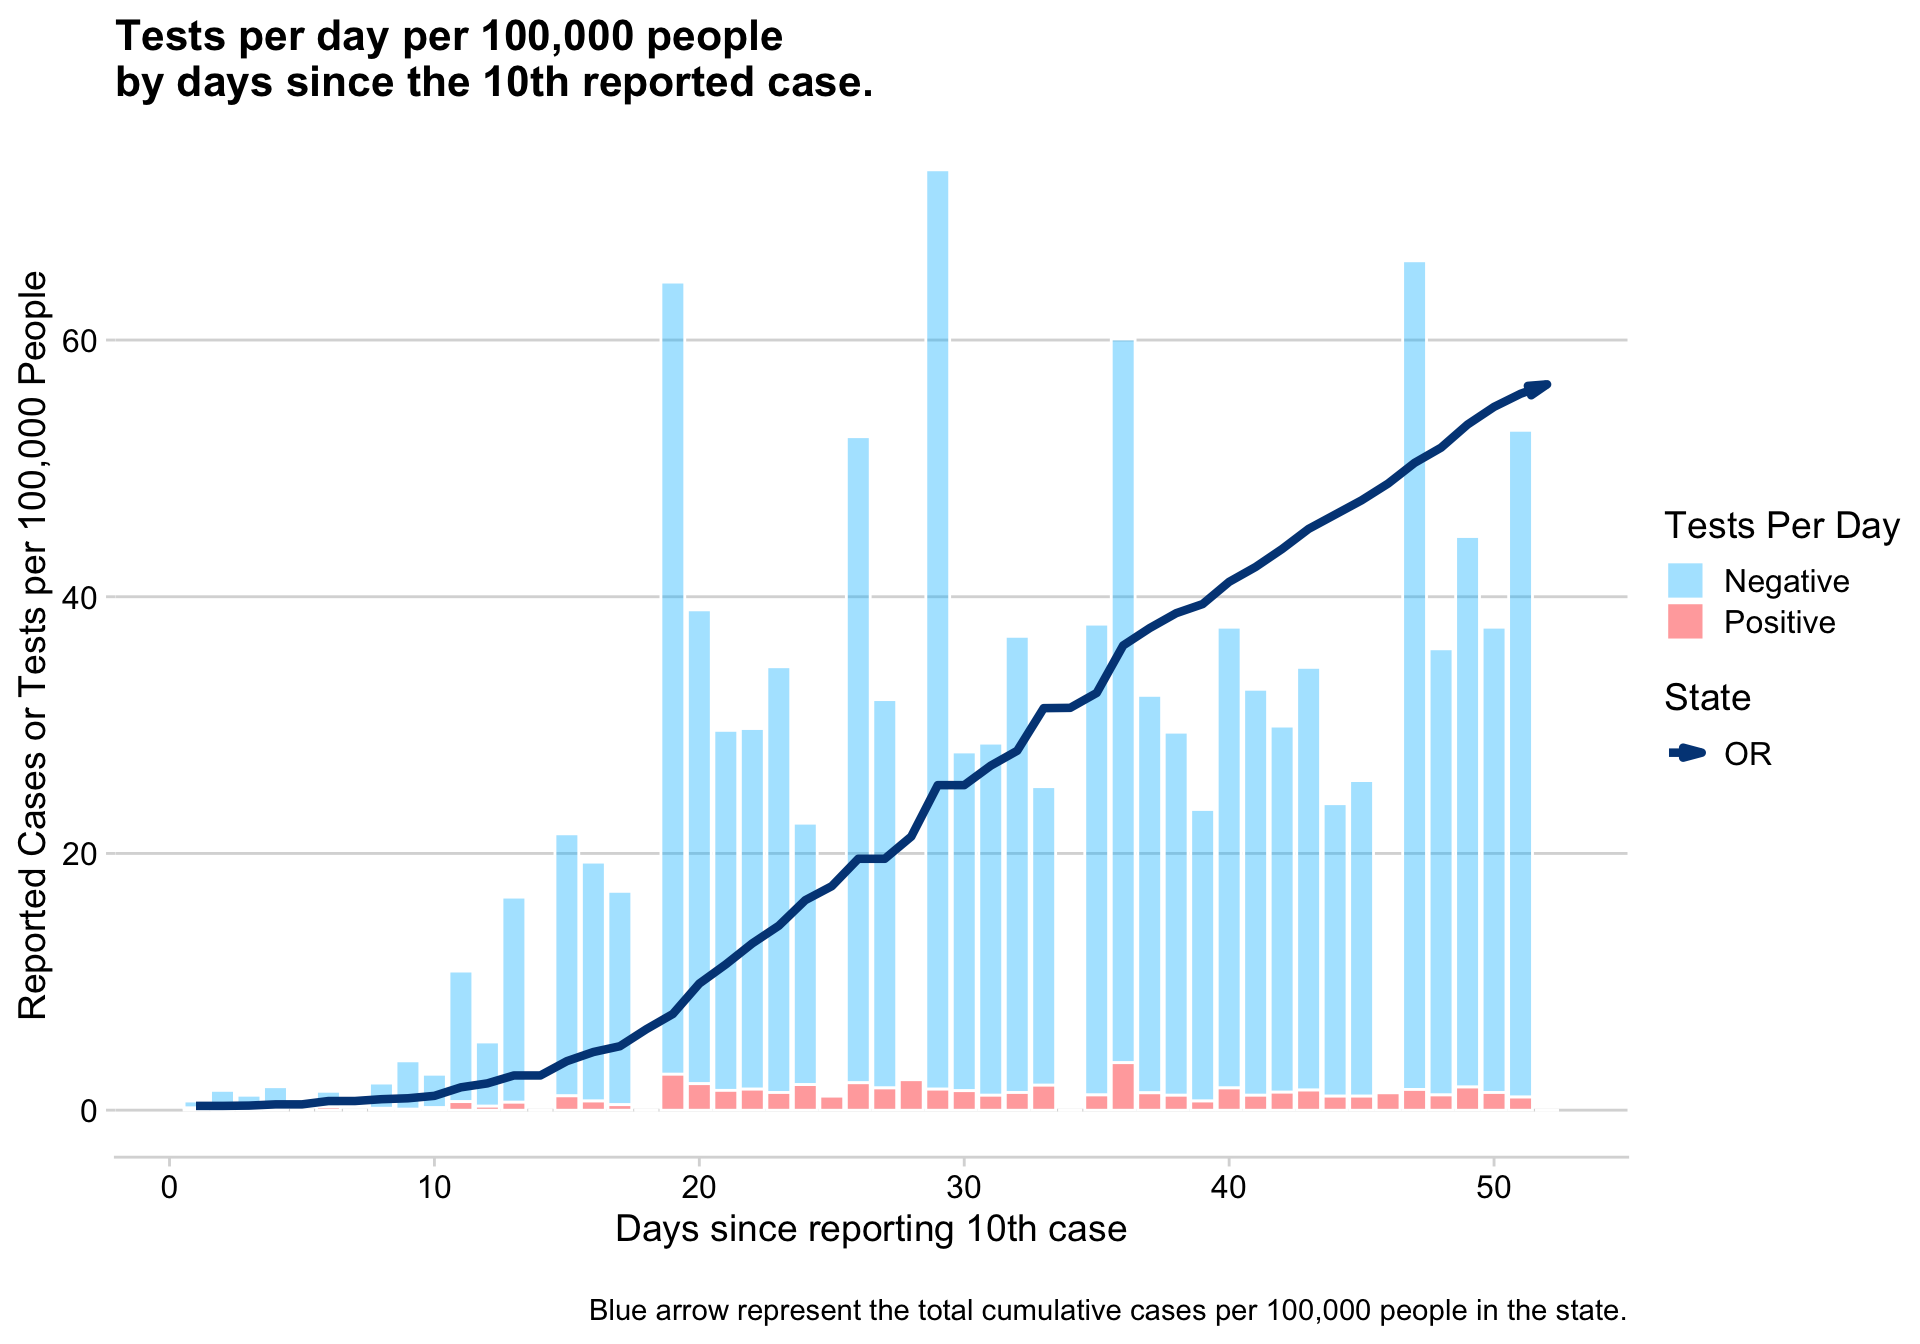 Tests per day per 100,000 people
by days since the 10th reported case.
Reported Cases or Tests per 100,000 People
60
40
20
0
0 10 20 30 40 50
Days since reporting 10th case
Tests Per Day
Negative
Positive
State
OR
Blue arrow represent the total cumulative cases per 100,000 people in the state.